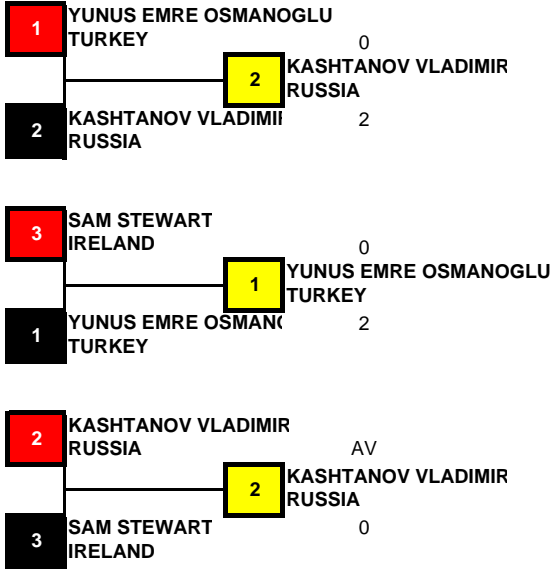 1
YUNUS EMRE OSMANOGLU
TURKEY
0
2
KASHTANOV VLADIMIR
RUSSIA
2
KASHTANOV VLADIMI
RUSSIA
2
3
SAM STEWART
IRELAND
0
1
YUNUS EMRE OSMANOGLU
TURKEY
1
YUNUS EMRE OSMAN
TURKEY
2
2
KASHTANOV VLADIMIR
RUSSIA
AV
2
KASHTANOV VLADIMIR
RUSSIA
3
SAM STEWART
IRELAND
0